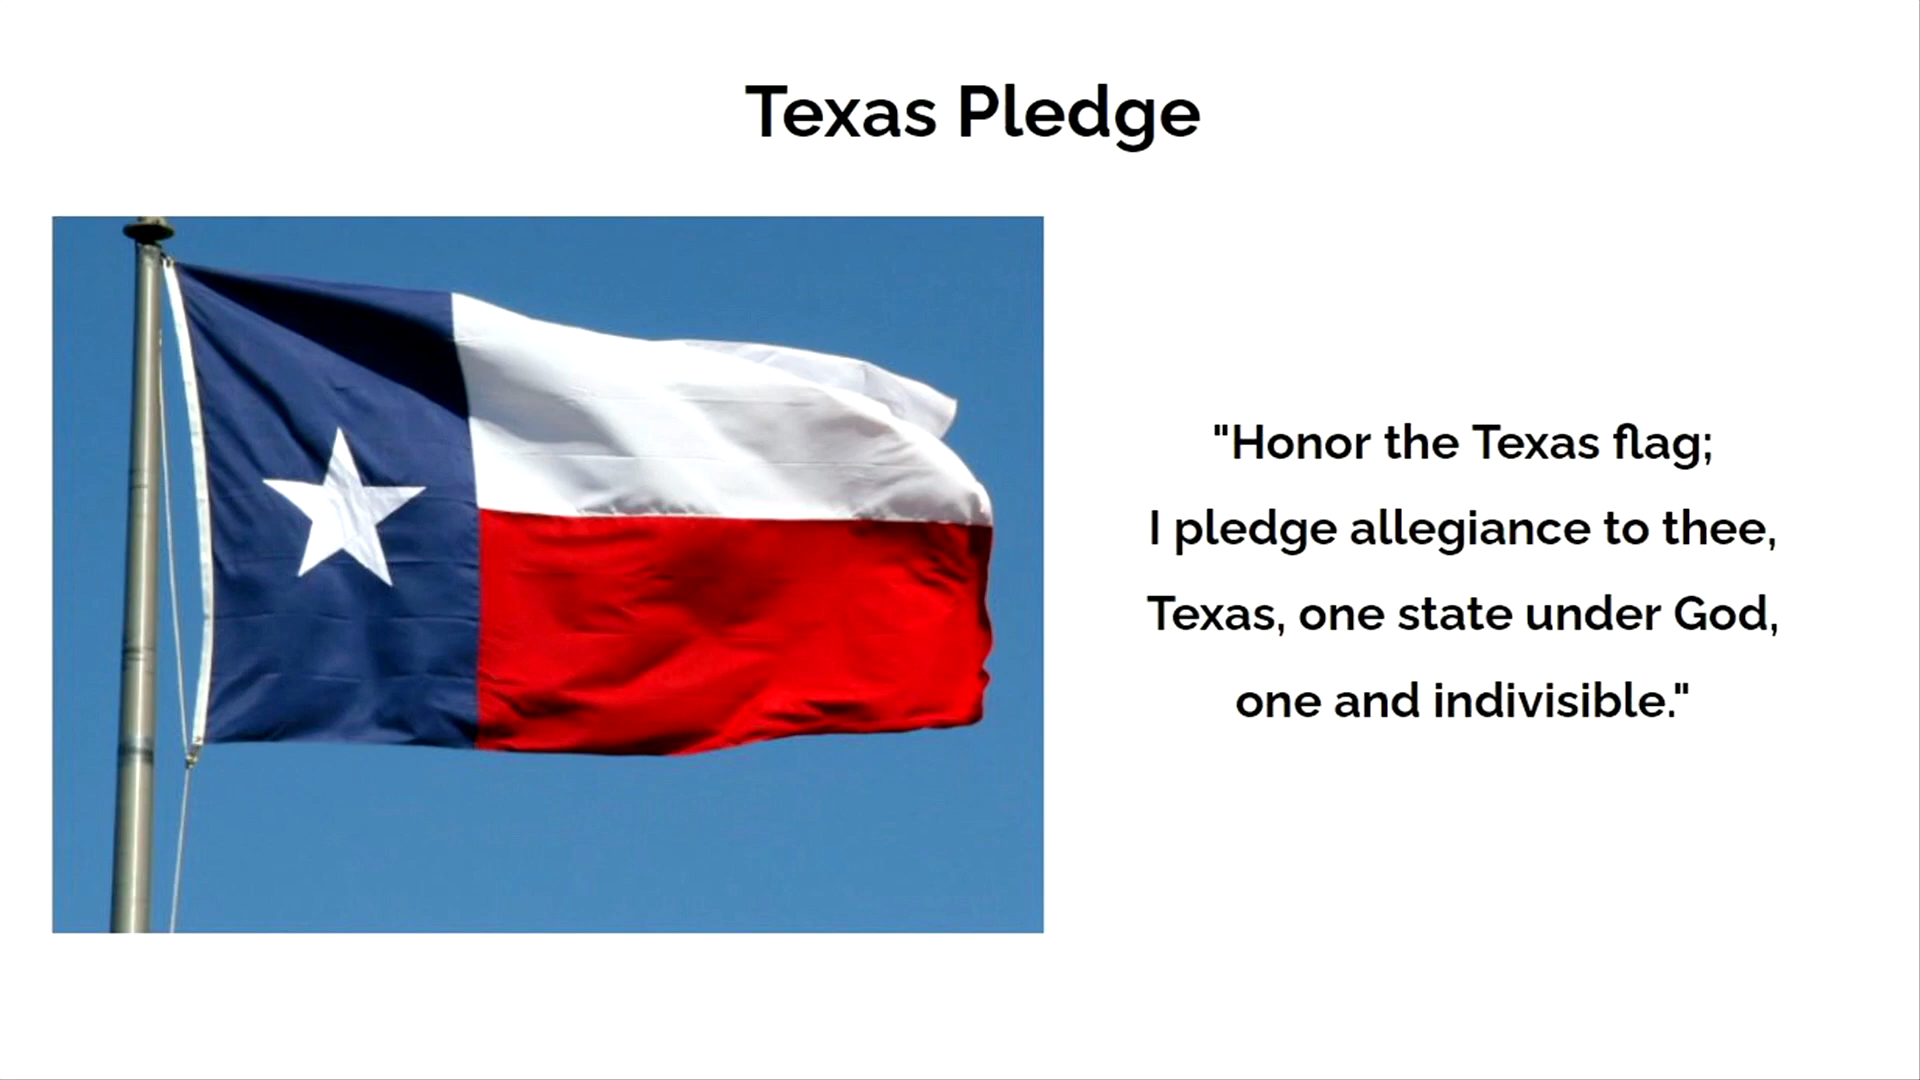 Texas Pledge
"Honor the Texas flag;
I pledge allegiance to thee,
Texas, one state under God,
one and indivisible."